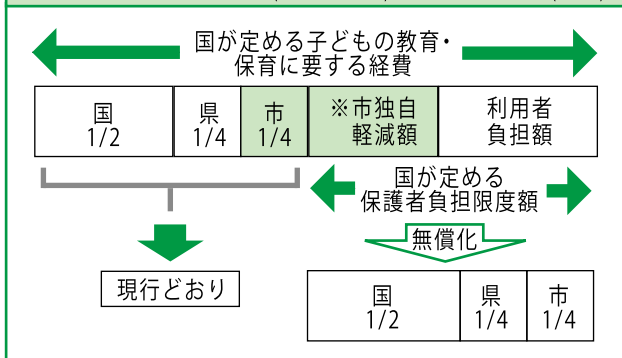 国が定める子どもの教育・
保育に要する経費
国
1/2
県
1/4
市
1/4
※市独自
軽減額
利用者
負担額
国が定める
保護者負担限度額
無償化
現行どおり
国
1/2
県
1/4
市
1/4